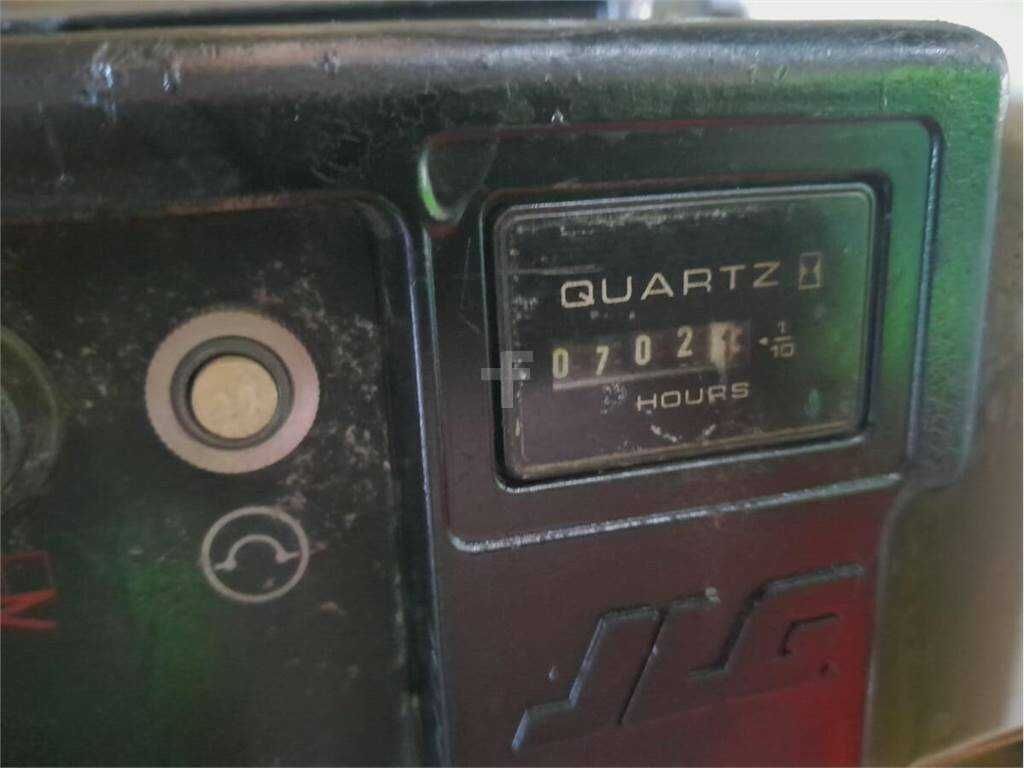 QUARTZ
0702 1/10
HOURS
JLG